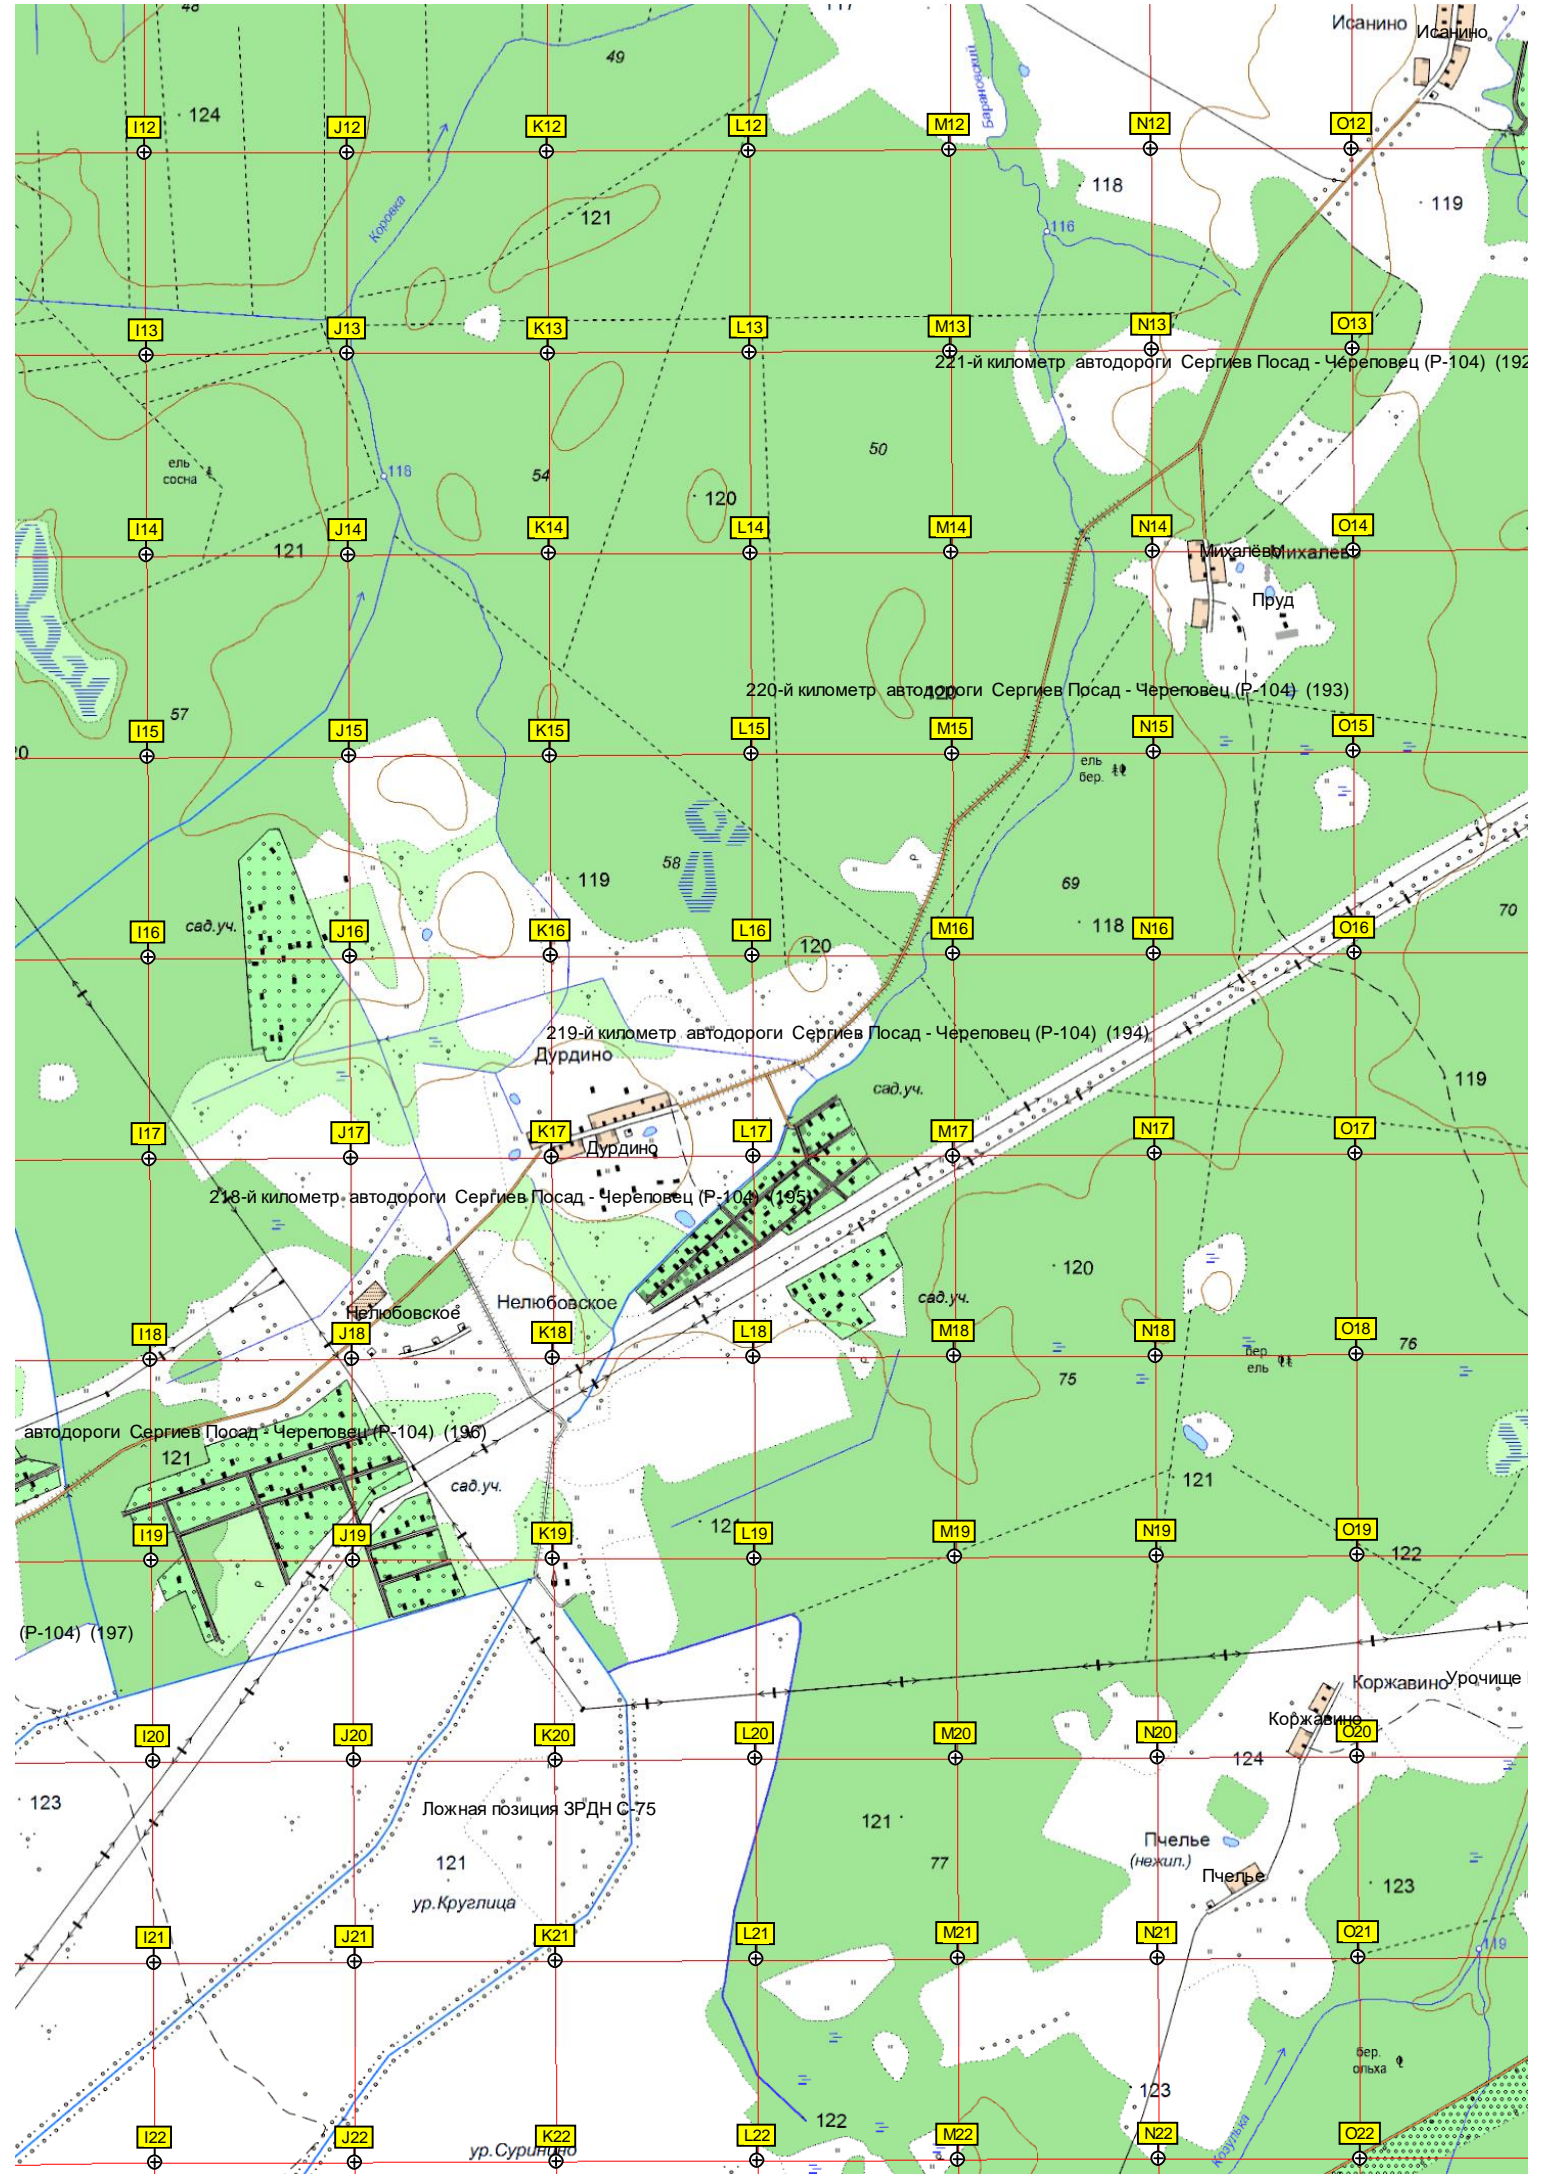 48
117
49
Исанино
Исанино
124
Барановский
I12
J12
K12
L12
M12
N12
O12
118
119
Коровка
121
116
I13
J13
K13
L13
M13
N13
O13
221-й километр автодороги Сергиев Посад - Череповец (Р-104) (192
50
ель
сосна
118
54
120
I14
J14
K14
L14
M14
N14
O14
121
Михалёво
Михалево
Пруд
220-й километр автодороги Сергиев Посад - Череповец (Р-104) (193)
120
57
I15
J15
K15
L15
M15
N15
O15
ель
бер.
58
119
69
70
сад.уч.
118
I16
J16
K16
L16
M16
N16
O16
120
219-й километр автодороги Сергиев Посад - Череповец (Р-104) (194)
Дурдино
119
сад.уч.
I17
J17
K17
L17
M17
N17
O17
Дурдино
218-й километр автодороги Сергиев Посад - Череповец (Р-104) (195)
120
Нелюбовское
Нелюбовское
сад.уч.
I18
J18
K18
L18
M18
N18
O18
76
бер.
ель
75
автодороги Сергиев Посад - Череповец (Р-104) (196)
121
сад.уч.
121
I19
J19
K19
L19
M19
N19
O19
122
(Р-104) (197)
Коржавино
Урочище
Коржавино
I20
J20
K20
L20
M20
N20
O20
124
123
Ложная позиция ЗРДН С-75
121
Пчелье
(нежил.)
121
77
Пчелье
123
ур.Круглица
I21
J21
K21
L21
M21
N21
O21
119
бер.
ольха
123
122
Козулька
I22
J22
K22
L22
M22
N22
O22
ур.Суринино